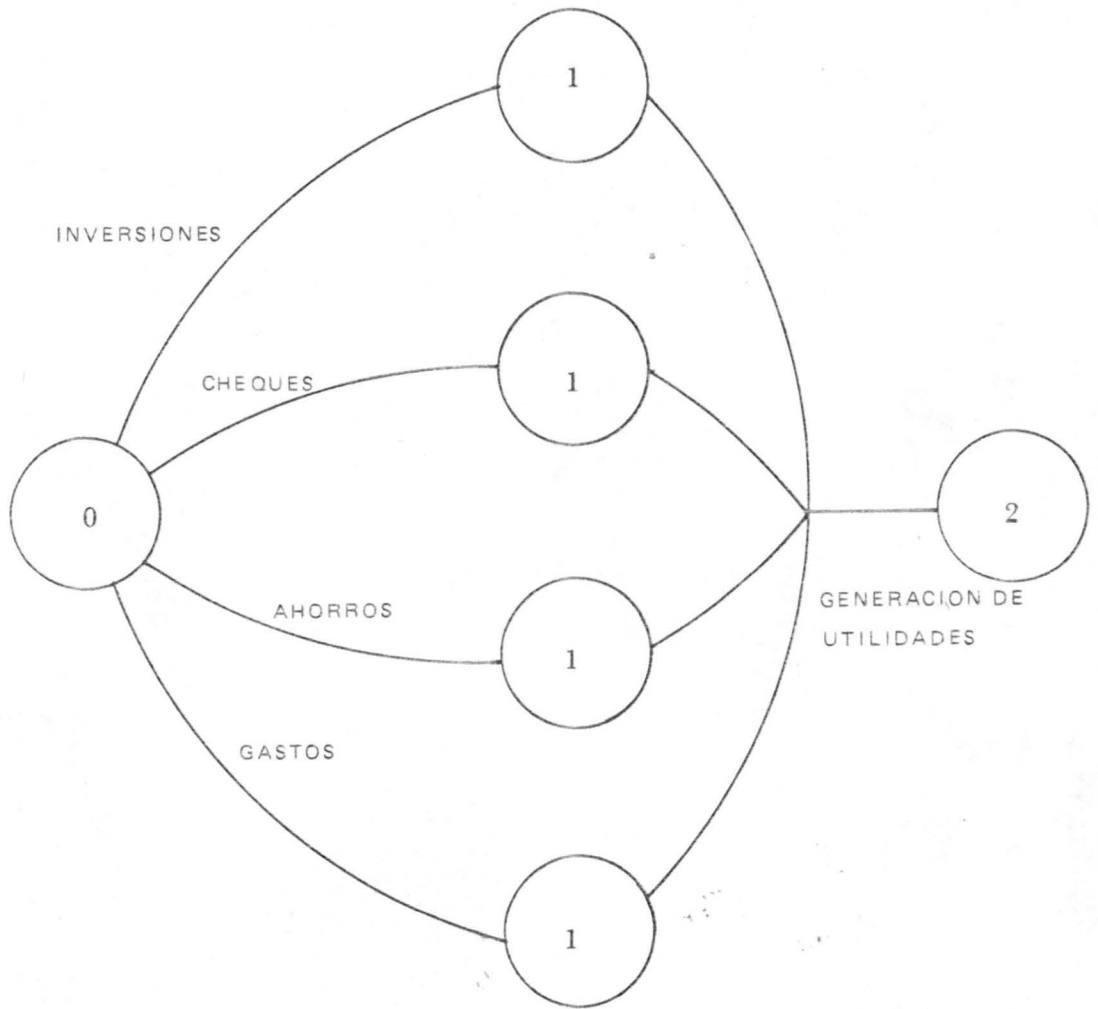 1
INVERSIONES
CHEQUES
1
0
2
GENERACION DE
UTILIDADES
AHORROS
1
GASTOS
1